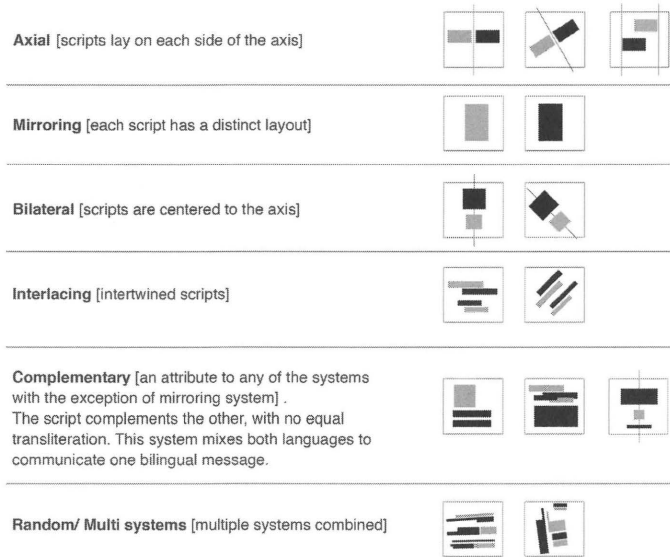 Axial [scripts lay on each side of the axis]
Mirroring [each script has a distinct layout]
Bilateral [scripts are centered to the axis]
Interlacing [intertwined scripts]
Complementary [an attribute to any of the systems
with the exception of mirroring system] .
The script complements the other, with no equal
transliteration. This system mixes both languages to
communicate one bilingual message.
Random/ Multi systems [multiple systems combined]